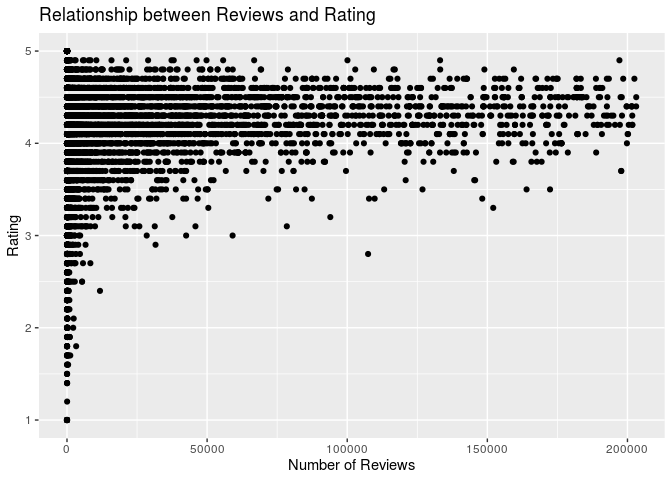 Relationship between Reviews and Rating
5
4
3
2
1
Rating
0 50000 100000 150000 200000
Number of Reviews